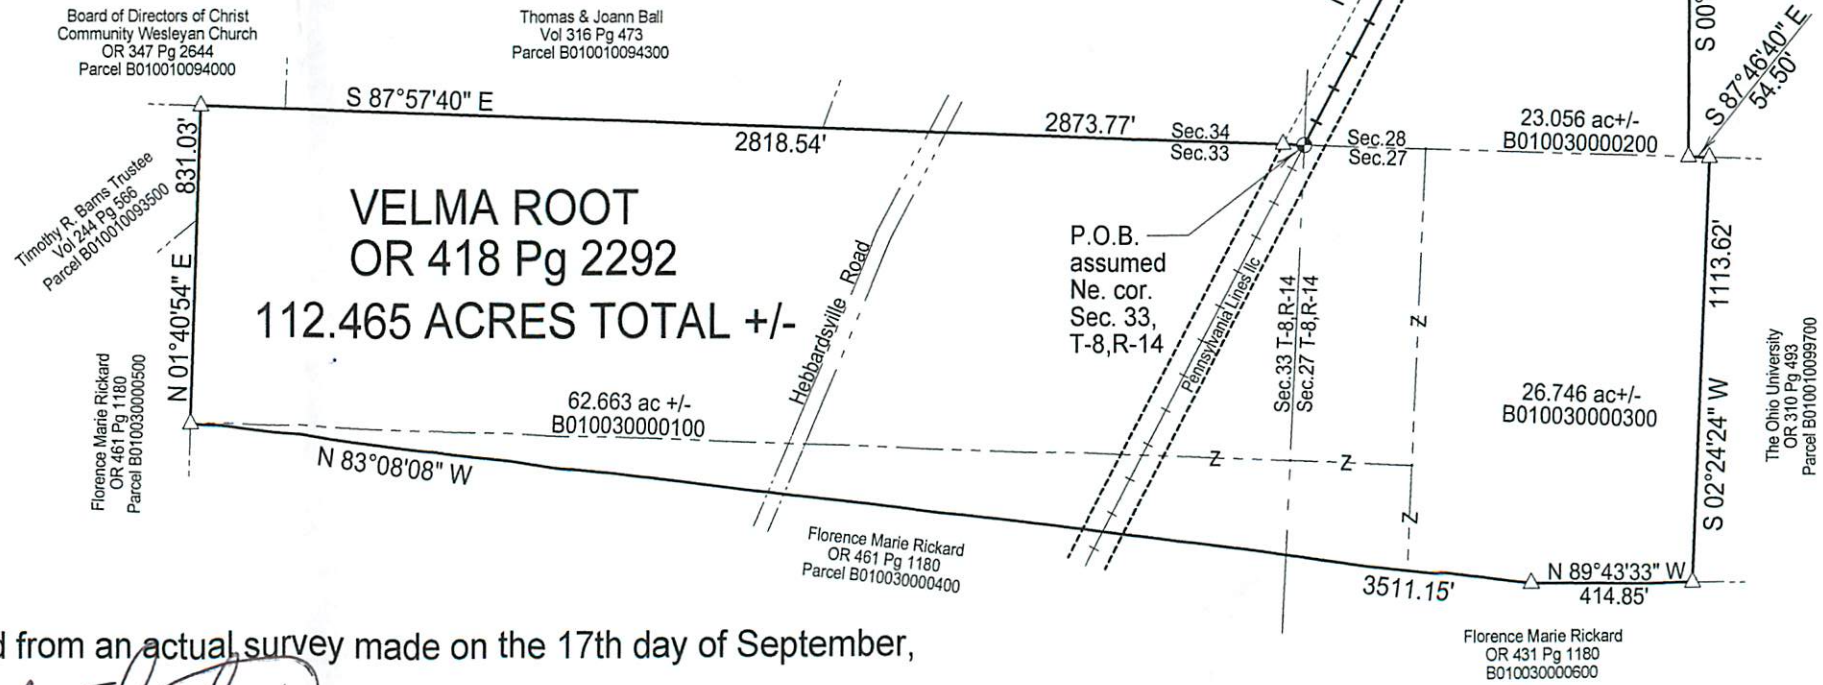 Board of Directors of Christ
Community Wesleyan Church
OR 347 Pg 2644
Parcel B010010094000
Thomas & Joann Ball
Vol 316 Pg 473
Parcel B010010094300
S 00°
S 87°46'40" E
54.50'
S 87°57'40" E
2818.54'
2873.77'
Sec.34
Sec.33
Sec.28
Sec.27
23.056 ac+/-
B010030000200
831.03'
N 01°40'54" E
Timothy R. Barns Trustee
Vol 244 Pg 566
Parcel B010010093500
VELMA ROOT
OR 418 Pg 2292
112.465 ACRES TOTAL +/-
Hebbardsville Road
P.O.B.
assumed
Ne. cor.
Sec. 33,
T-8,R-14
Pennsylvania Lines llc
Sec.33 T-8,R-14
Sec.27 T-8,R-14
Z
1113.62'
S 02°24'24" W
The Ohio University
OR 310 Pg 493
Parcel B010010099700
26.746 ac+/-
B010030000300
Florence Marie Rickard
OR 461 Pg 1180
Parcel B010030000500
62.663 ac +/-
B010030000100
Z
Z
Z
N 83°08'08" W
Florence Marie Rickard
OR 461 Pg 1180
Parcel B010030000400
3511.15'
N 89°43'33" W
414.85'
Florence Marie Rickard
OR 431 Pg 1180
B010030000600
from an actual survey made on the 17th day of September,